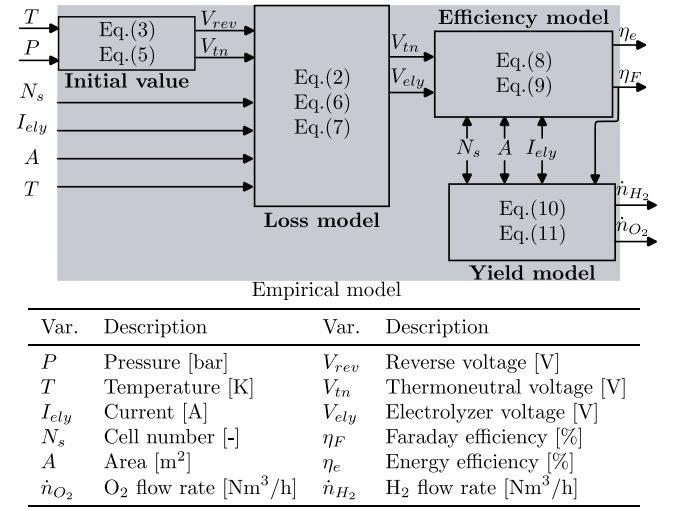 T
P
Eq.(3)
Eq.(5)
Initial value
V_rev
V_tn
N_s
I_ely
A
T
Eq.(2)
Eq.(6)
Eq.(7)
Loss model
V_tn
V_ely
Efficiency model
Eq.(8)
Eq.(9)
η_e
η_F
N_s A I_ely
Eq.(10)
Eq.(11)
ṅ_H₂
ṅ_O₂
Yield model
Empirical model
Var. Description Var. Description
P Pressure [bar] V_rev Reverse voltage [V]
T Temperature [K] V_tn Thermoneutral voltage [V]
I_ely Current [A] V_ely Electrolyzer voltage [V]
N_s Cell number [-] η_F Faraday efficiency [%]
A Area [m²] η_e Energy efficiency [%]
ṅ_O₂ O₂ flow rate [Nm³/h] ṅ_H₂ H₂ flow rate [Nm³/h]